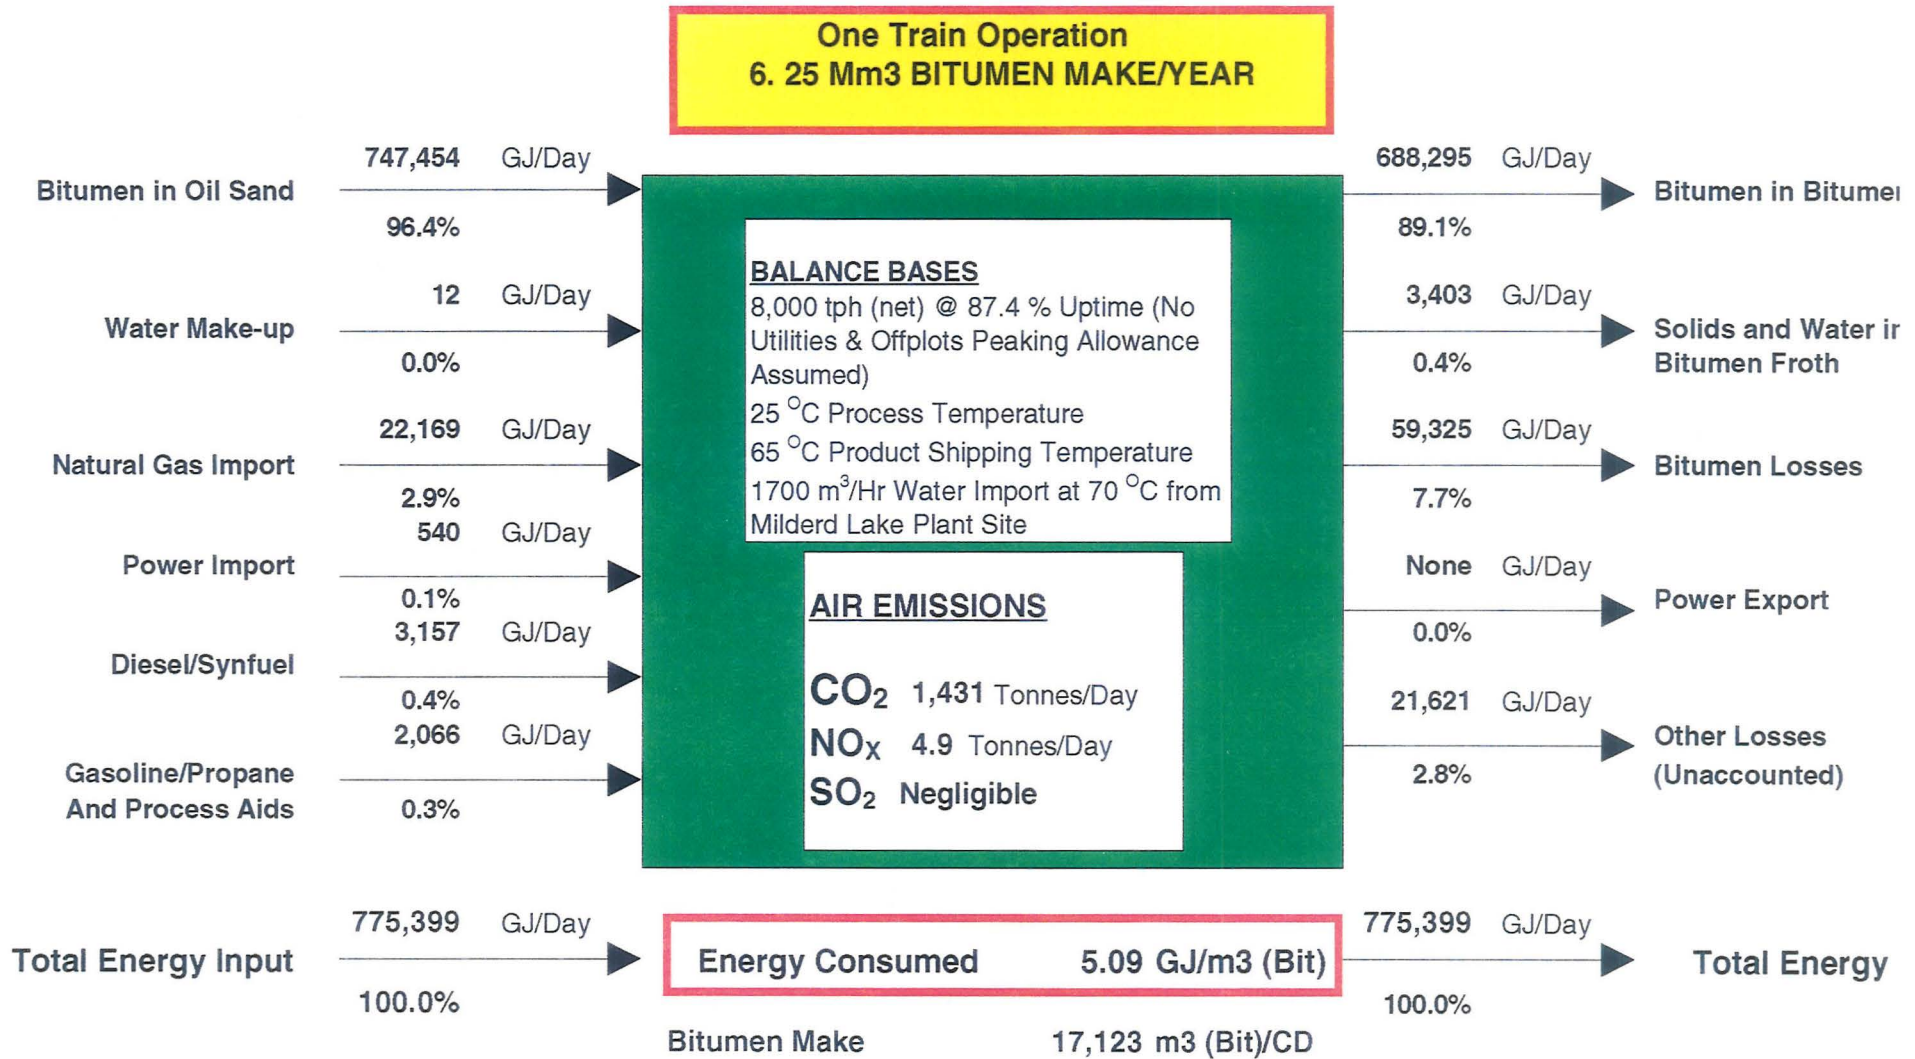 One Train Operation
6. 25 Mm3 BITUMEN MAKE/YEAR
747,454 GJ/Day
Bitumen in Oil Sand
96.4%
12 GJ/Day
Water Make-up
0.0%
22,169 GJ/Day
Natural Gas Import
2.9%
540 GJ/Day
Power Import
0.1%
3,157 GJ/Day
Diesel/Synfuel
0.4%
2,066 GJ/Day
Gasoline/Propane
And Process Aids
0.3%
BALANCE BASES
8,000 tph (net) @ 87.4 % Uptime (No
Utilities & Offplots Peaking Allowance
Assumed)
25 °C Process Temperature
65 °C Product Shipping Temperature
1700 m³/Hr Water Import at 70 °C from
Milderd Lake Plant Site
AIR EMISSIONS
CO₂ 1,431 Tonnes/Day
NOx 4.9 Tonnes/Day
SO₂ Negligible
688,295 GJ/Day
Bitumen in
89.1%
3,403 GJ/Day
Solids and Water
Bitumen Froth
0.4%
59,325 GJ/Day
Bitumen Losses
7.7%
None GJ/Day
Power Export
0.0%
21,621 GJ/Day
Other Losses
(Unaccounted)
2.8%
775,399 GJ/Day
Total Energy Input
100.0%
Energy Consumed 5.09 GJ/m3 (Bit)
775,399 GJ/Day
Total Energy
100.0%
Bitumen Make 17,123 m3 (Bit)/CD